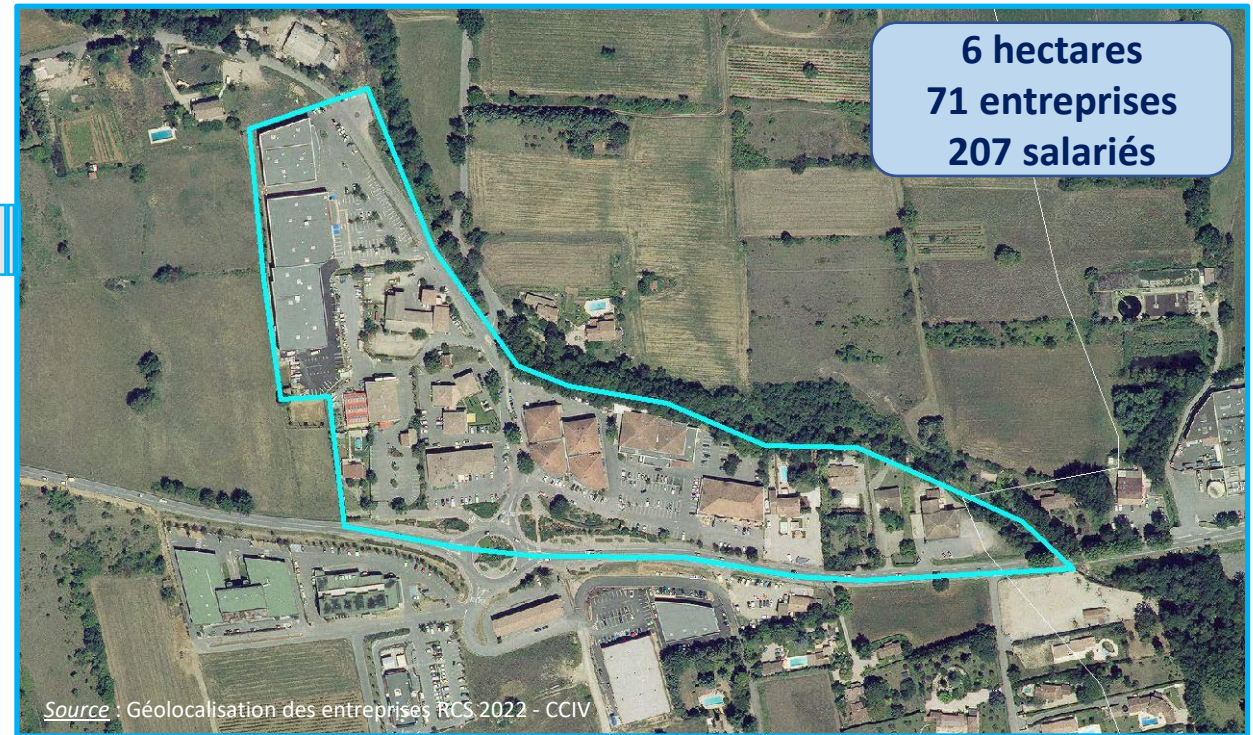 6 hectares
71 entreprises
207 salariés
Source : Géolocalisation des entreprises RCS 2022 - CCIV